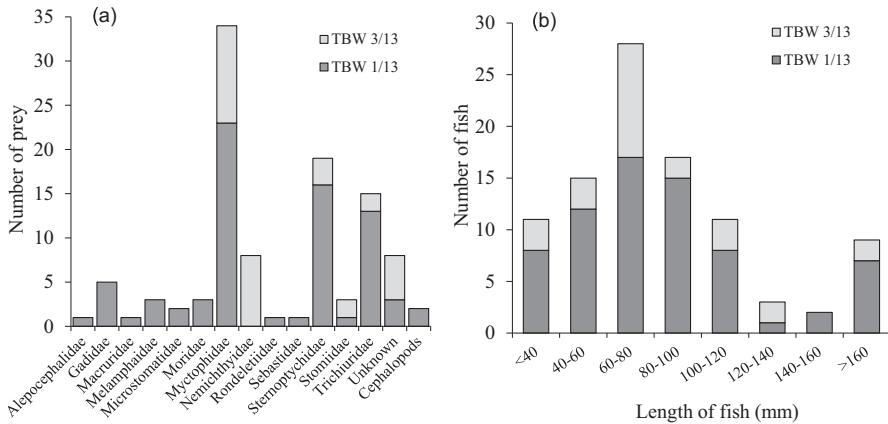 (a)
TBW 3/13
TBW 1/13
Number of prey
35
30
25
20
15
10
5
0
Alepocephalidae
Gadidae
Macruridae
Melamphaidae
Microstomatidae
Moridae
Myctophidae
Nemichthyidae
Rondeletiidae
Sebastidae
Sternoptychidae
Stomiidae
Trichiuridae
Unknown
Cephalopods
(b)
TBW 3/13
TBW 1/13
Number of fish
30
25
20
15
10
5
0
<40
40-60
60-80
80-100
100-120
120-140
140-160
>160
Length of fish (mm)